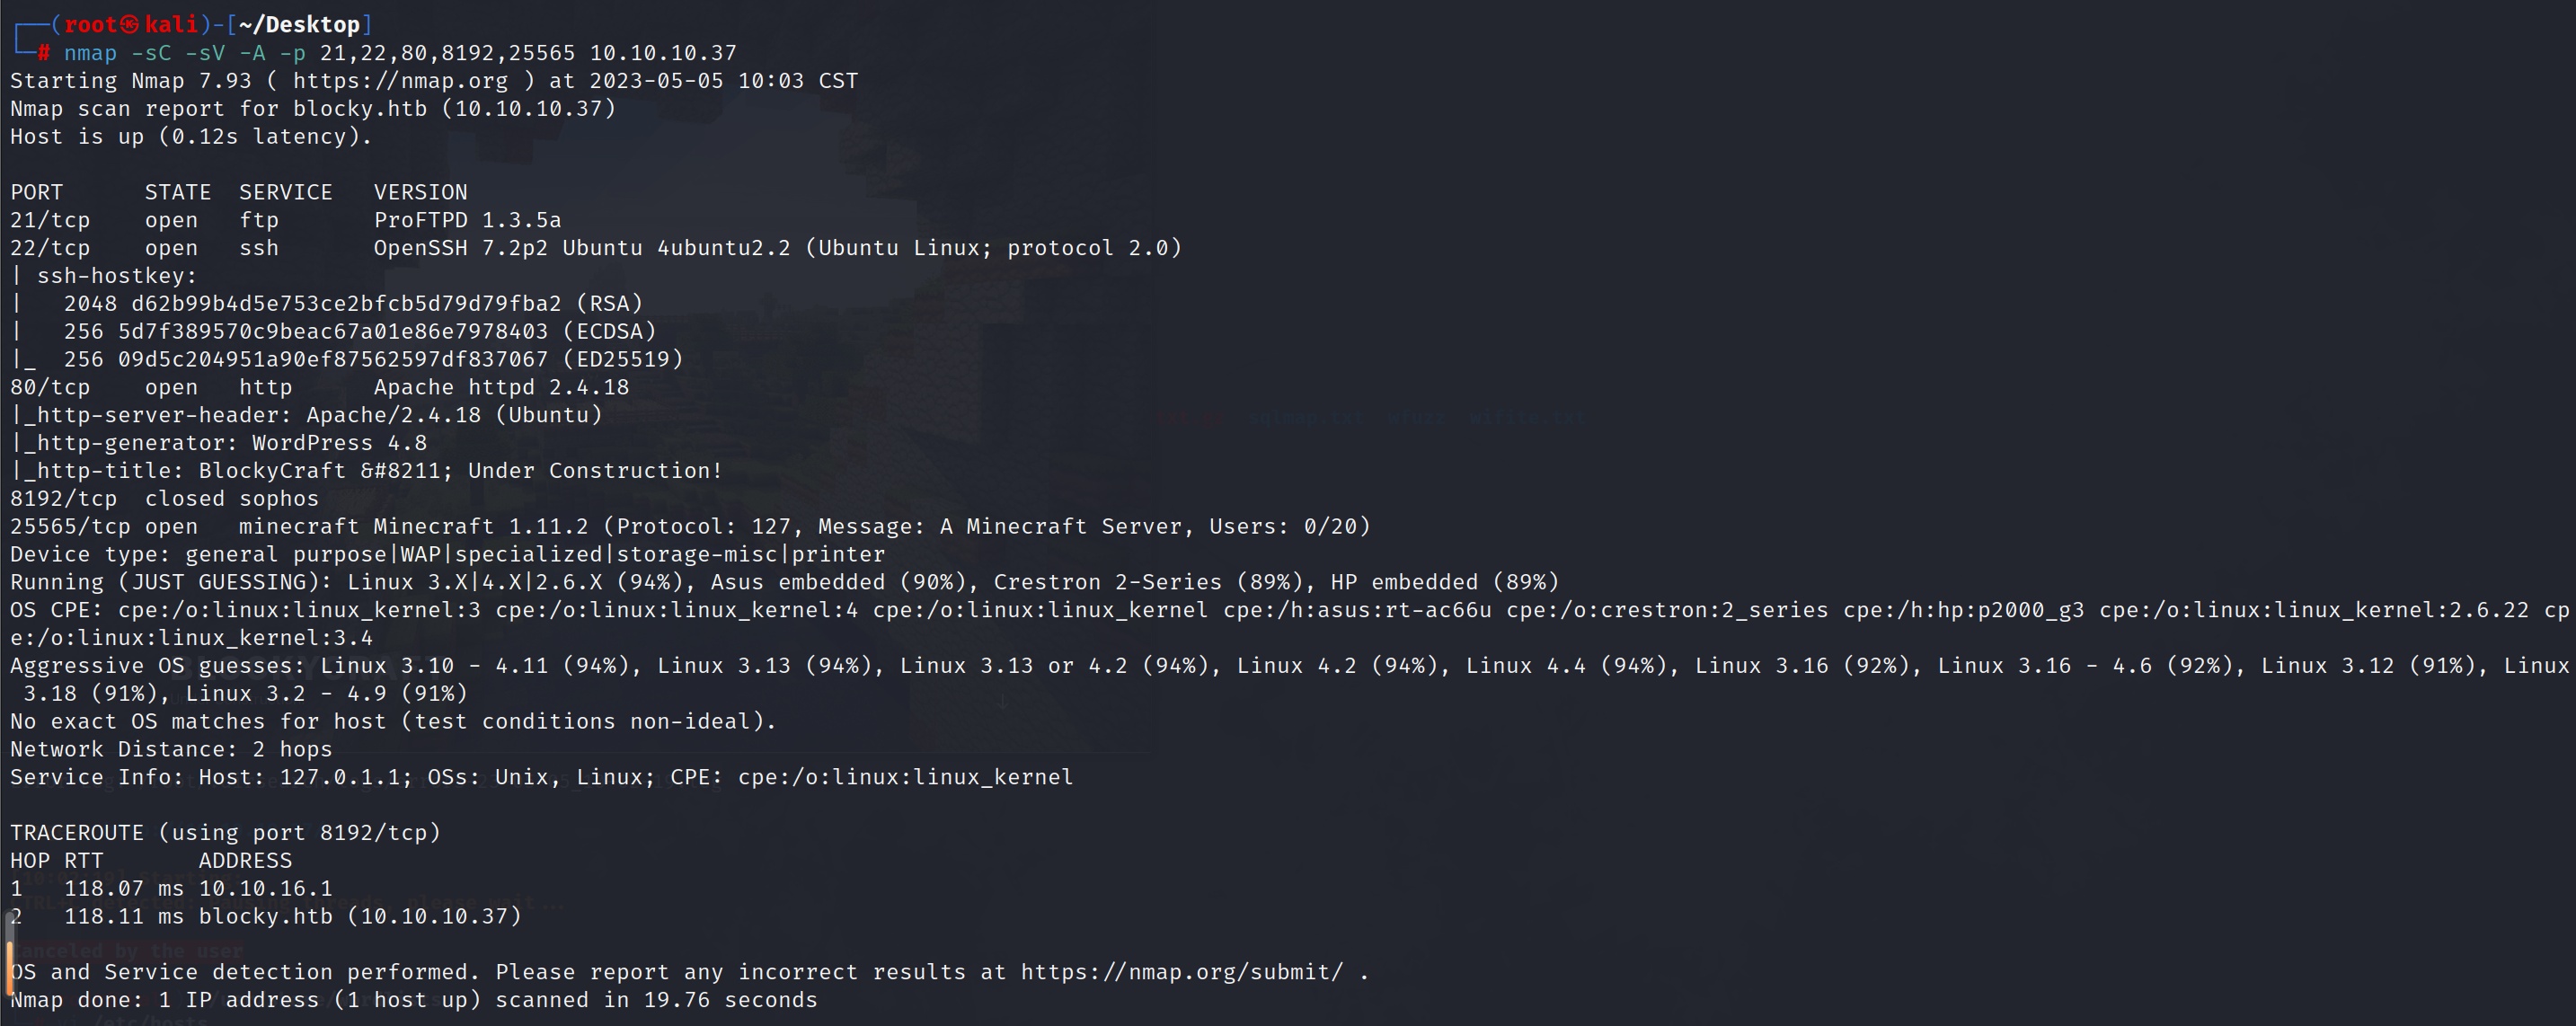 ┌──(root㉿kali)-[~/Desktop]
└─# nmap -sC -sV -A -p 21,22,80,8192,25565 10.10.10.37
Starting Nmap 7.93 ( https://nmap.org ) at 2023-05-05 10:03 CST
Nmap scan report for blocky.htb (10.10.10.37)
Host is up (0.12s latency).

PORT      STATE  SERVICE   VERSION
21/tcp    open   ftp       ProFTPD 1.3.5a
22/tcp    open   ssh       OpenSSH 7.2p2 Ubuntu 4ubuntu2.2 (Ubuntu Linux; protocol 2.0)
| ssh-hostkey:
|   2048 d62b99b4d5e753ce2bfcb5d79d79fba2 (RSA)
|   256 5d7f389570c9beac67a01e86e7978403 (ECDSA)
|_  256 09d5c204951a90ef87562597df837067 (ED25519)
80/tcp    open   http      Apache httpd 2.4.18
|_http-server-header: Apache/2.4.18 (Ubuntu)
|_http-generator: WordPress 4.8
|_http-title: BlockyCraft &#8211; Under Construction!
8192/tcp  closed sophos
25565/tcp open   minecraft Minecraft 1.11.2 (Protocol: 127, Message: A Minecraft Server, Users: 0/20)
Device type: general purpose|WAP|specialized|storage-misc|printer
Running (JUST GUESSING): Linux 3.X|4.X|2.6.X (94%), Asus embedded (90%), Crestron 2-Series (89%), HP embedded (89%)
OS CPE: cpe:/o:linux:linux_kernel:3 cpe:/o:linux:linux_kernel:4 cpe:/o:linux:linux_kernel cpe:/h:asus:rt-ac66u cpe:/o:crestron:2_series cpe:/h:hp:p2000_g3 cpe:/o:linux:linux_kernel:2.6.22 cp
e:/o:linux:linux_kernel:3.4
Aggressive OS guesses: Linux 3.10 - 4.11 (94%), Linux 3.13 (94%), Linux 3.13 or 4.2 (94%), Linux 4.2 (94%), Linux 4.4 (94%), Linux 3.16 (92%), Linux 3.16 - 4.6 (92%), Linux 3.12 (91%), Linux
 3.18 (91%), Linux 3.2 - 4.9 (91%)
No exact OS matches for host (test conditions non-ideal).
Network Distance: 2 hops
Service Info: Host: 127.0.1.1; OSs: Unix, Linux; CPE: cpe:/o:linux:linux_kernel

TRACEROUTE (using port 8192/tcp)
HOP RTT       ADDRESS
1   118.07 ms 10.10.16.1
2   118.11 ms blocky.htb (10.10.10.37)

OS and Service detection performed. Please report any incorrect results at https://nmap.org/submit/ .
Nmap done: 1 IP address (1 host up) scanned in 19.76 seconds